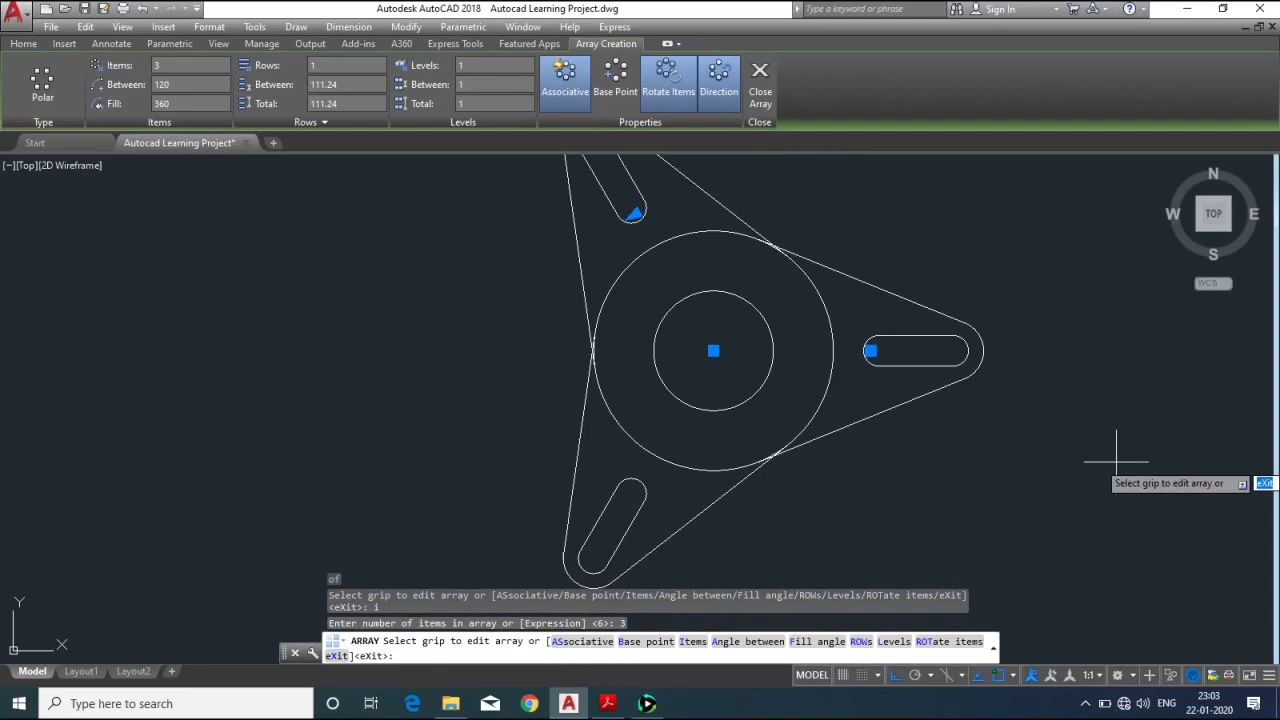 Autodesk AutoCAD 2018 Autocad Learning Project.dwg
Type a keyword or phrase
Sign In
File Edit View Insert Format Tools Draw Dimension Modify Parametric Window Help Express
Home Insert Annotate Parametric View Manage Output Add-ins A360 Express Tools Featured Apps Array Creation
Items: 3 Rows: 1 Levels: 1
Between: 120 Between: 111.24 Between: 1
Fill: 360 Total: 111.24 Total: 1
Polar Associative Base Point Rotate Items Direction Close Array
Type Items Rows Levels Properties Close
Start Autocad Learning Project*
[−][Top][2D Wireframe]
N
W TOP E
S
WCS
Select grip to edit array or eXit
of
Select grip to edit array or [ASsociative/Base point/Items/Angle between/Fill angle/ROWs/Levels/ROTate items/eXit]
<eXit>: i
Enter number of items in array or [Expression] <6>: 3
ARRAY Select grip to edit array or [ASsociative Base point Items Angle between Fill angle ROWs Levels ROTate items
eXit]<eXit>:
Y
X
Model Layout1 Layout2 +
MODEL 1:1
Type here to search
ENG
23:03
22-01-2020